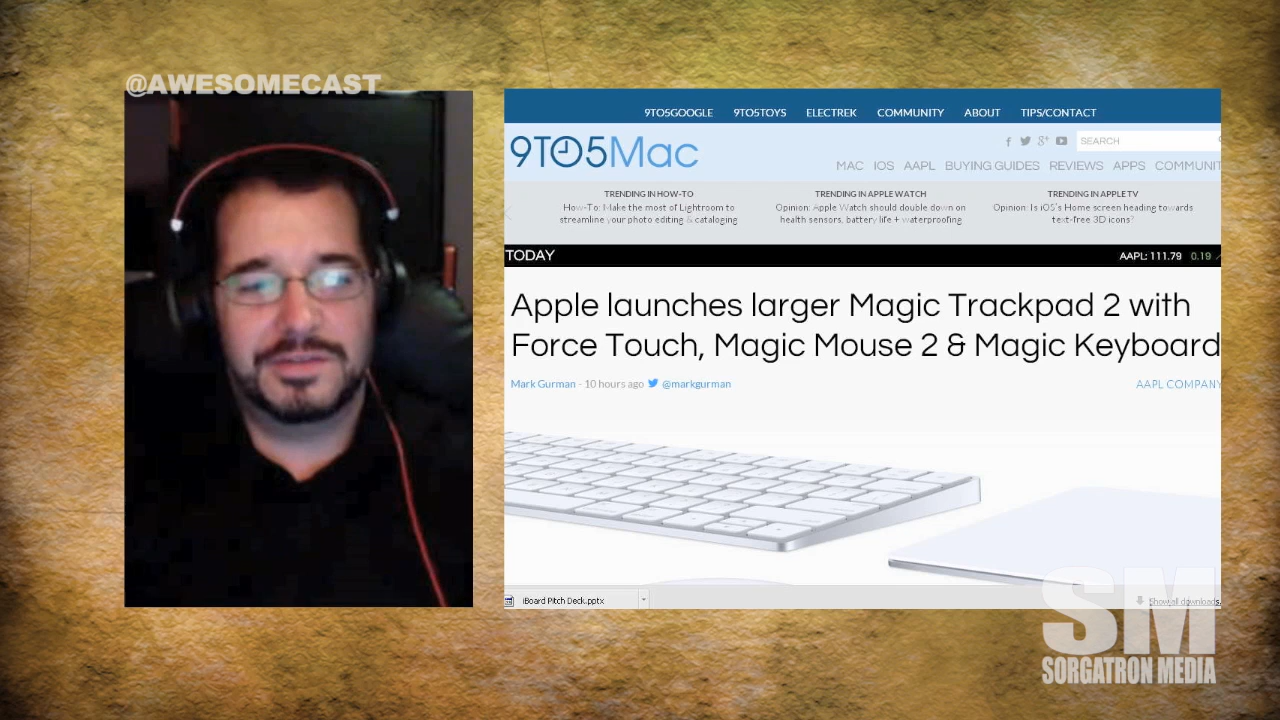 @AWESOMECAST
9TO5GOOGLE 9TO5TOYS ELECTREK COMMUNITY ABOUT TIPS/CONTACT
9TO5Mac
SEARCH
MAC IOS AAPL BUYING GUIDES REVIEWS APPS COMMUNIT
TRENDING IN HOW-TO
How-To: Make the most of Lightroom to
streamline your photo editing & cataloging
TRENDING IN APPLE WATCH
Opinion: Apple Watch should double down on
health sensors, battery life + waterproofing
TRENDING IN APPLE TV
Opinion: Is iOS's Home screen heading towards
text-free 3D icons?
TODAY AAPL: 111.79 0.19
Apple launches larger Magic Trackpad 2 with
Force Touch, Magic Mouse 2 & Magic Keyboard
Mark Gurman - 10 hours ago @markgurman AAPL COMPANY
iBoard Pitch Deck.pptx Show all downloads.
SM
SORGATRON MEDIA